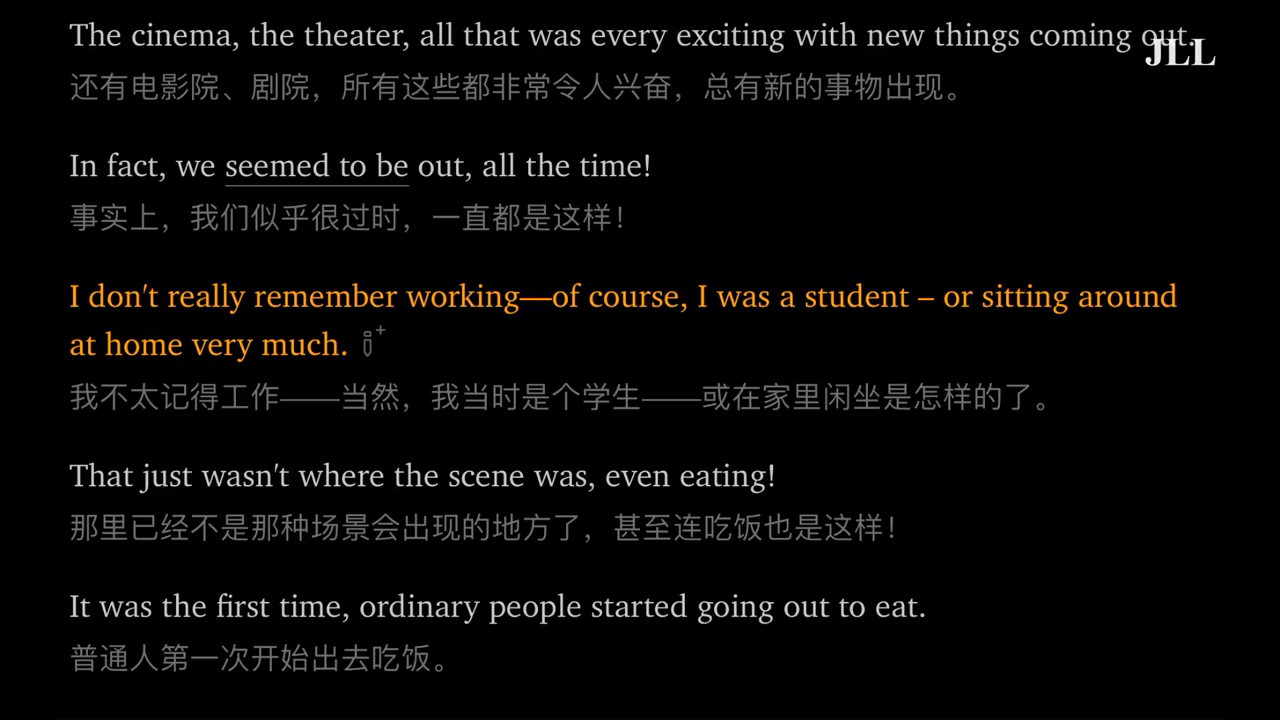 The cinema, the theater, all that was every exciting with new things coming out.
JLL
还有电影院、剧院，所有这些都非常令人兴奋，总有新的事物出现。
In fact, we seemed to be out, all the time!
事实上，我们似乎很过时，一直都是这样！
I don't really remember working—of course, I was a student – or sitting around
at home very much.
我不太记得工作——当然，我当时是个学生——或在家里闲坐是怎样的了。
That just wasn't where the scene was, even eating!
那里已经不是那种场景会出现的地方了，甚至连吃饭也是这样！
It was the first time, ordinary people started going out to eat.
普通人第一次开始出去吃饭。